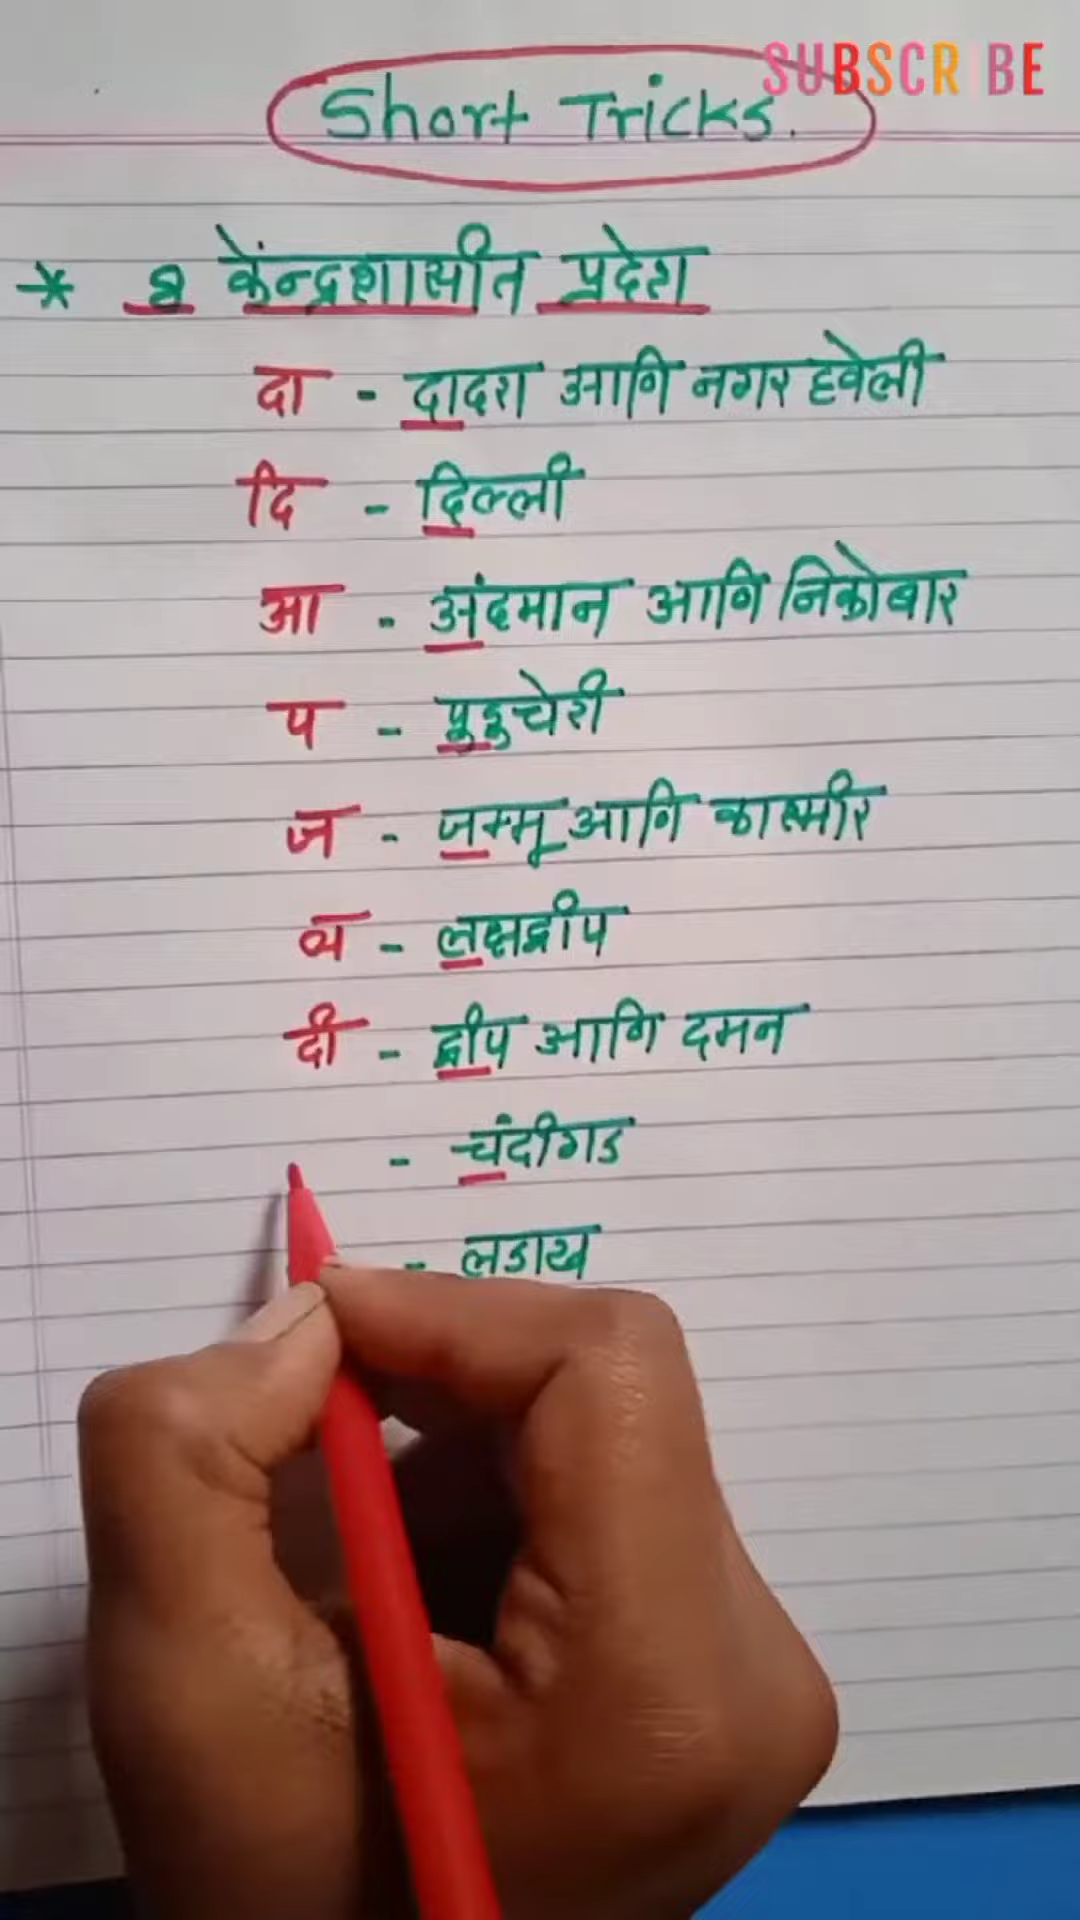 SUBSCRIBE
Short Tricks.
* 8 केंन्द्रशासीत प्रदेश
दा - दादरा आणि नगर हवेली
दि - दिल्ली
आ - अंदमान आणि निकोबार
प - पुदुचेरी
ज - जम्मू आणि काश्मीर
ल - लक्षद्वीप
दी - द्वीप आणि दमन
- चंदीगड
- लडाख